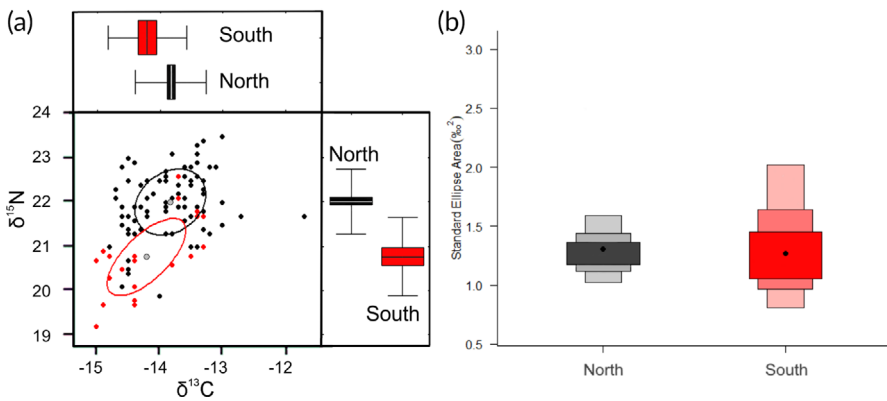 (a)
South
North
24
23
22
21
20
19
δ¹⁵N
-15
-14
-13
-12
δ¹³C
North
South
(b)
3.0
2.5
2.0
1.5
1.0
0.5
Standard Ellipse Area(‰²)
North
South